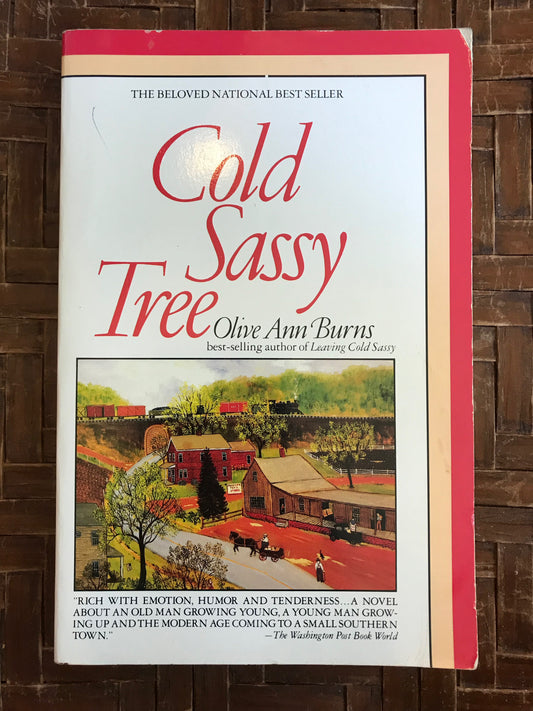 THE BELOVED NATIONAL BEST SELLER
Cold
Sassy
Tree
Olive Ann Burns
best-selling author of Leaving Cold Sassy
"RICH WITH EMOTION, HUMOR AND TENDERNESS...A NOVEL
ABOUT AN OLD MAN GROWING YOUNG, A YOUNG MAN GROW-
ING UP AND THE MODERN AGE COMING TO A SMALL SOUTHERN
TOWN."
—The Washington Post Book World